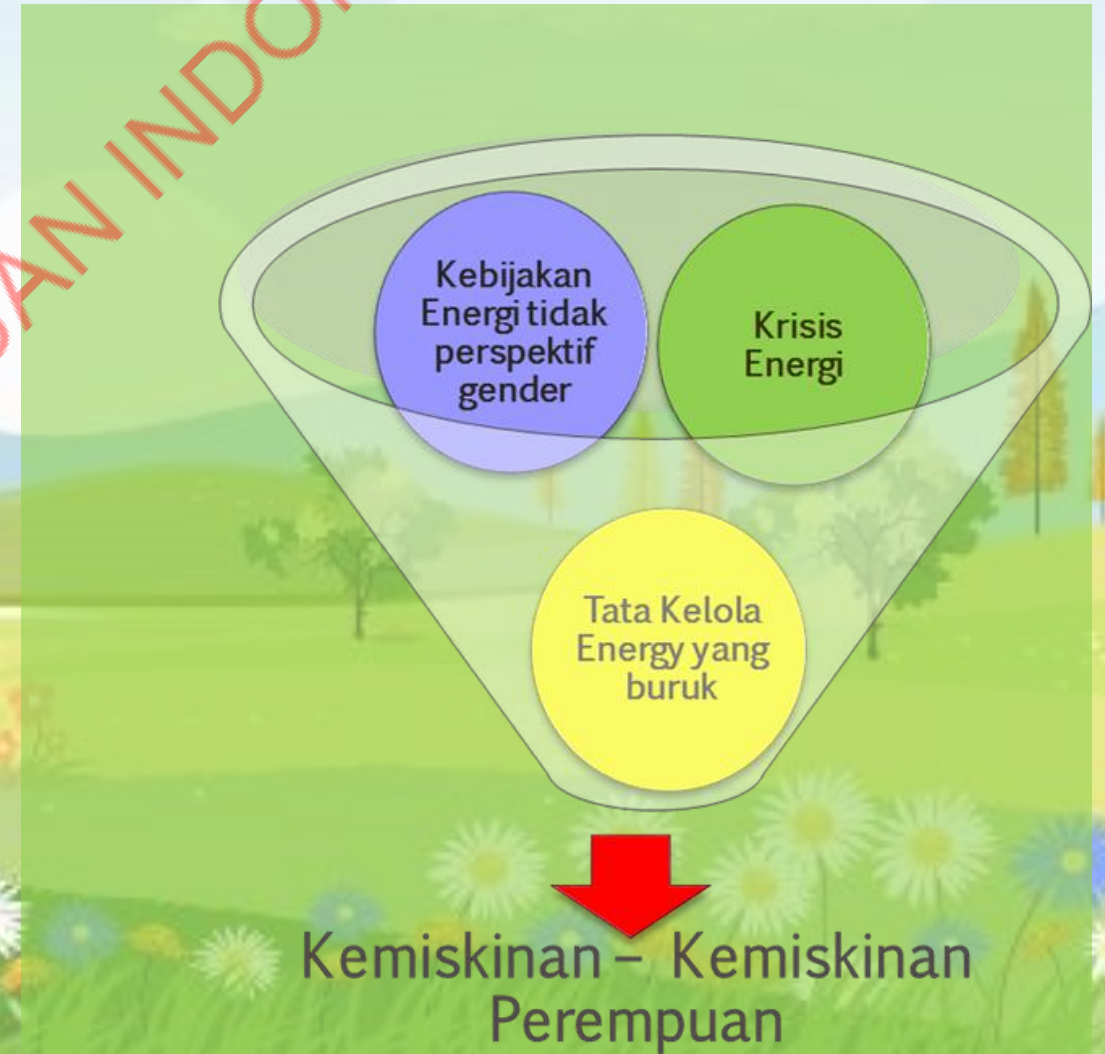 Kebijakan
Energi tidak
perspektif
gender
Krisis
Energi
Tata Kelola
Energy yang
buruk
Kemiskinan – Kemiskinan
Perempuan